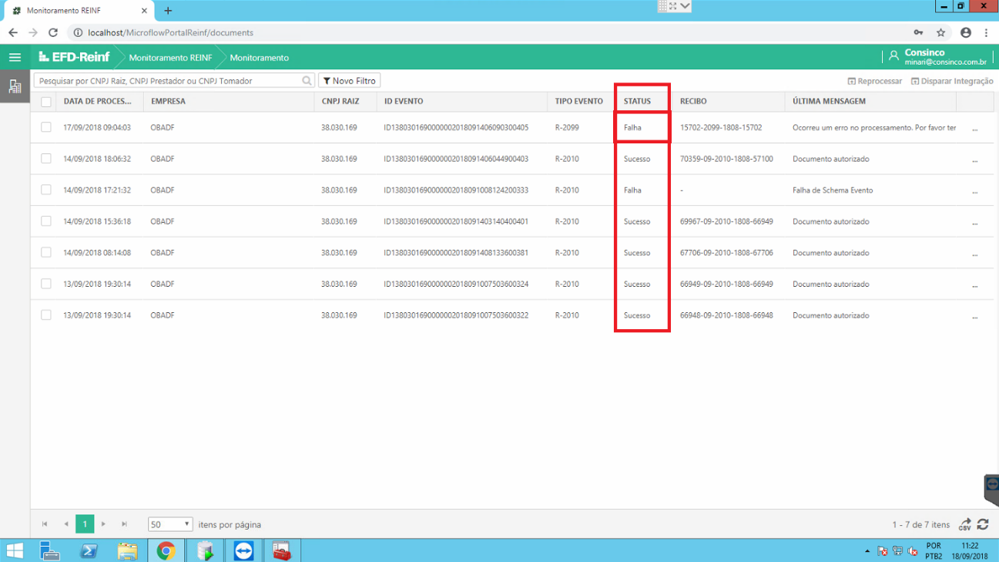 Monitoramento REINF
localhost/MicroflowPortalReinf/documents
EFD-Reinf Monitoramento REINF Monitoramento
Consinco
minari@consinco.com.br
Pesquisar por CNPJ Raiz, CNPJ Prestador ou CNPJ Tomador Novo Filtro Reprocessar Disparar Integração
DATA DE PROCES... EMPRESA CNPJ RAIZ ID EVENTO TIPO EVENTO STATUS RECIBO ÚLTIMA MENSAGEM
17/09/2018 09:04:03 OBADF 38.030.169 ID1380301690000002018091406090300405 R-2099 Falha 15702-2099-1808-15702 Ocorreu um erro no processamento. Por favor ter ...
14/09/2018 18:06:32 OBADF 38.030.169 ID1380301690000002018091406044900403 R-2010 Sucesso 70359-09-2010-1808-57100 Documento autorizado ...
14/09/2018 17:21:32 OBADF 38.030.169 ID1380301690000002018091008124200333 R-2010 Falha - Falha de Schema Evento ...
14/09/2018 15:36:18 OBADF 38.030.169 ID1380301690000002018091403140400401 R-2010 Sucesso 69967-09-2010-1808-66949 Documento autorizado ...
14/09/2018 08:14:08 OBADF 38.030.169 ID1380301690000002018091408133600381 R-2010 Sucesso 67706-09-2010-1808-67706 Documento autorizado ...
13/09/2018 19:30:14 OBADF 38.030.169 ID1380301690000002018091007503600324 R-2010 Sucesso 66949-09-2010-1808-66949 Documento autorizado ...
13/09/2018 19:30:14 OBADF 38.030.169 ID1380301690000002018091007503600322 R-2010 Sucesso 66948-09-2010-1808-66948 Documento autorizado ...
1 50 itens por página 1 - 7 de 7 itens CSV
POR 11:22
PTB2 18/09/2018